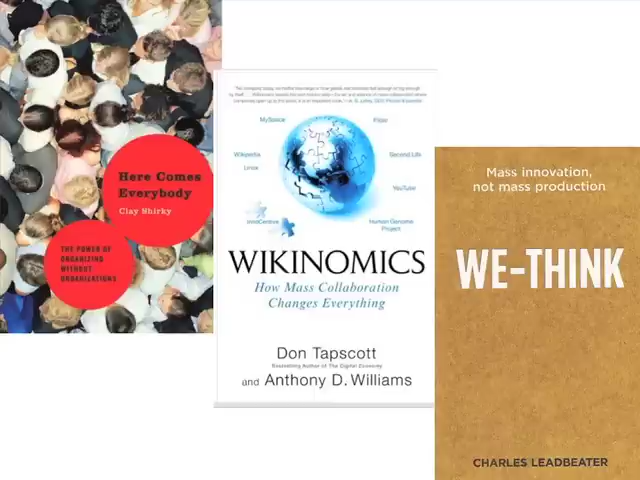 Here Comes
Everybody
Clay Shirky
THE POWER OF
ORGANIZING
WITHOUT
ORGANIZATIONS
MySpace
Flickr
Wikipedia
Second Life
Linux
YouTube
InnoCentive
Human Genome
Project
WIKINOMICS
How Mass Collaboration
Changes Everything
Don Tapscott
Bestselling Author of The Digital Economy
and Anthony D. Williams
Mass innovation,
not mass production
WE-THINK
CHARLES LEADBEATER